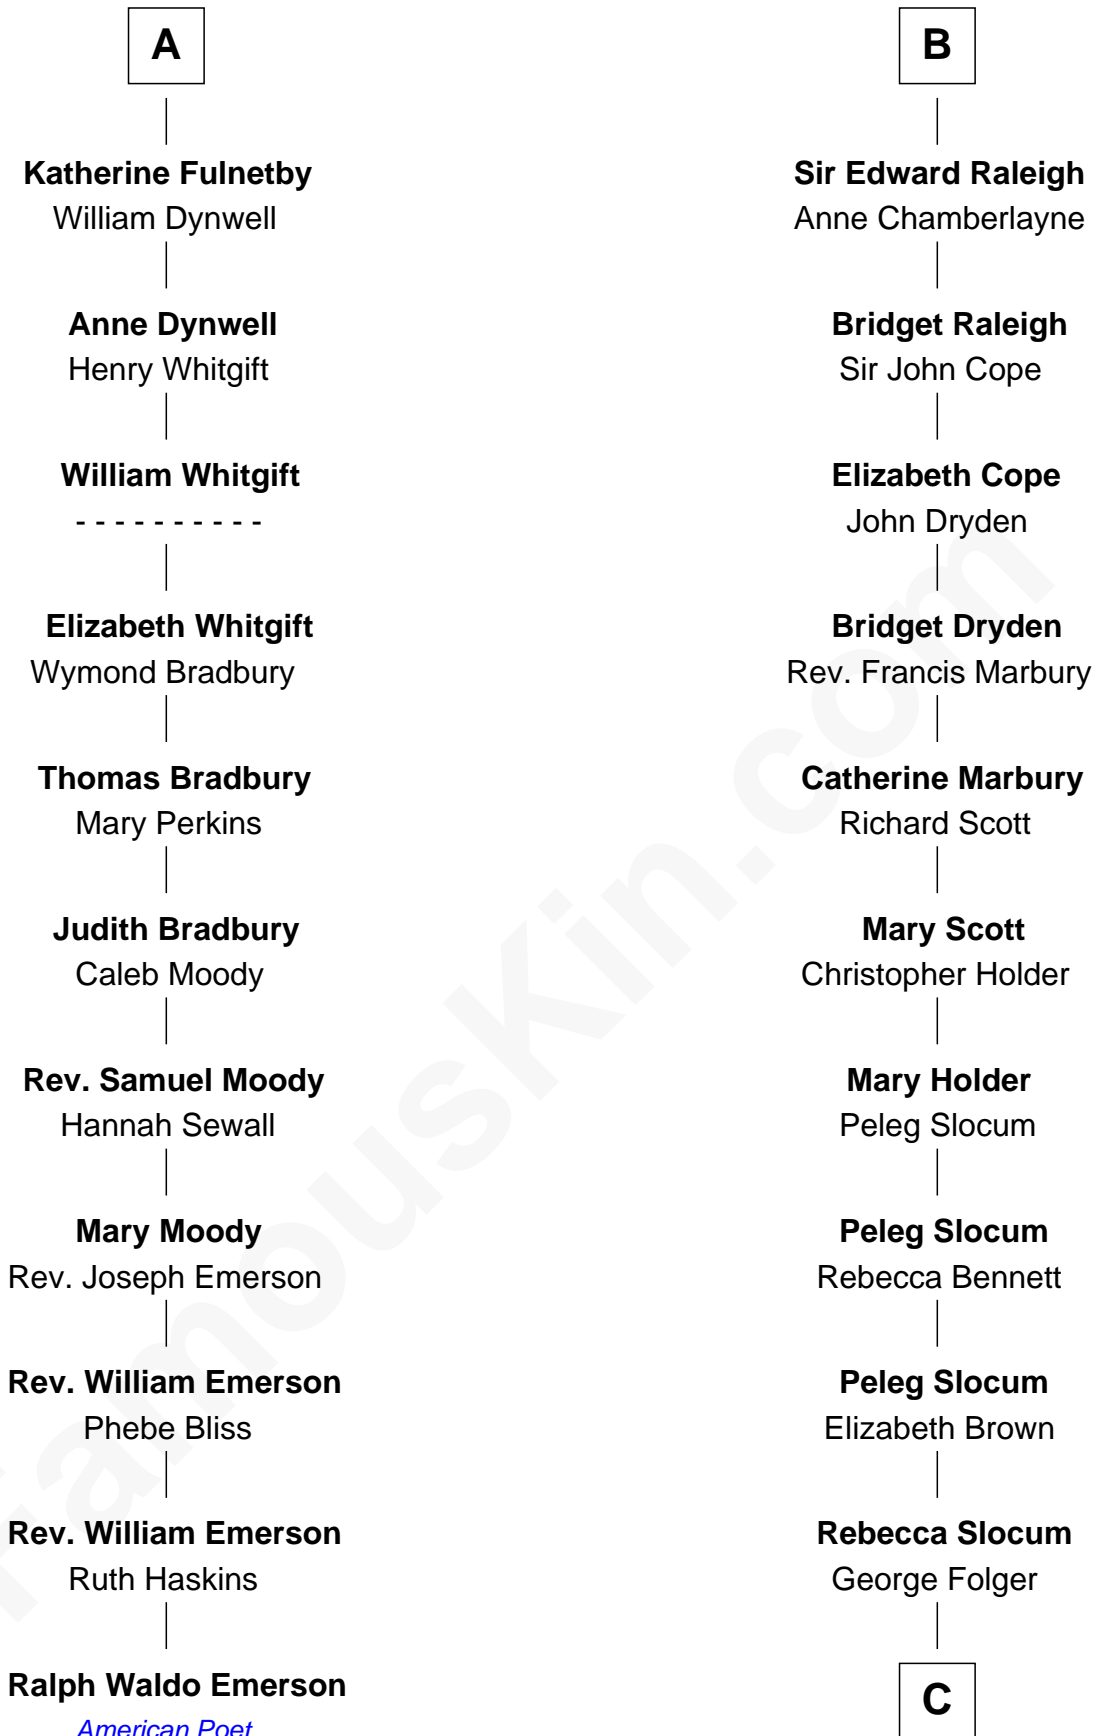 A
Katherine Fulnetby
William Dynwell
Anne Dynwell
Henry Whitgift
William Whitgift
- - - - - - - - - -
Elizabeth Whitgift
Wymond Bradbury
Thomas Bradbury
Mary Perkins
Judith Bradbury
Caleb Moody
Rev. Samuel Moody
Hannah Sewall
Mary Moody
Rev. Joseph Emerson
Rev. William Emerson
Phebe Bliss
Rev. William Emerson
Ruth Haskins
Ralph Waldo Emerson
American Poet
B
Sir Edward Raleigh
Anne Chamberlayne
Bridget Raleigh
Sir John Cope
Elizabeth Cope
John Dryden
Bridget Dryden
Rev. Francis Marbury
Catherine Marbury
Richard Scott
Mary Scott
Christopher Holder
Mary Holder
Peleg Slocum
Peleg Slocum
Rebecca Bennett
Peleg Slocum
Elizabeth Brown
Rebecca Slocum
George Folger
C
FamousKin.com